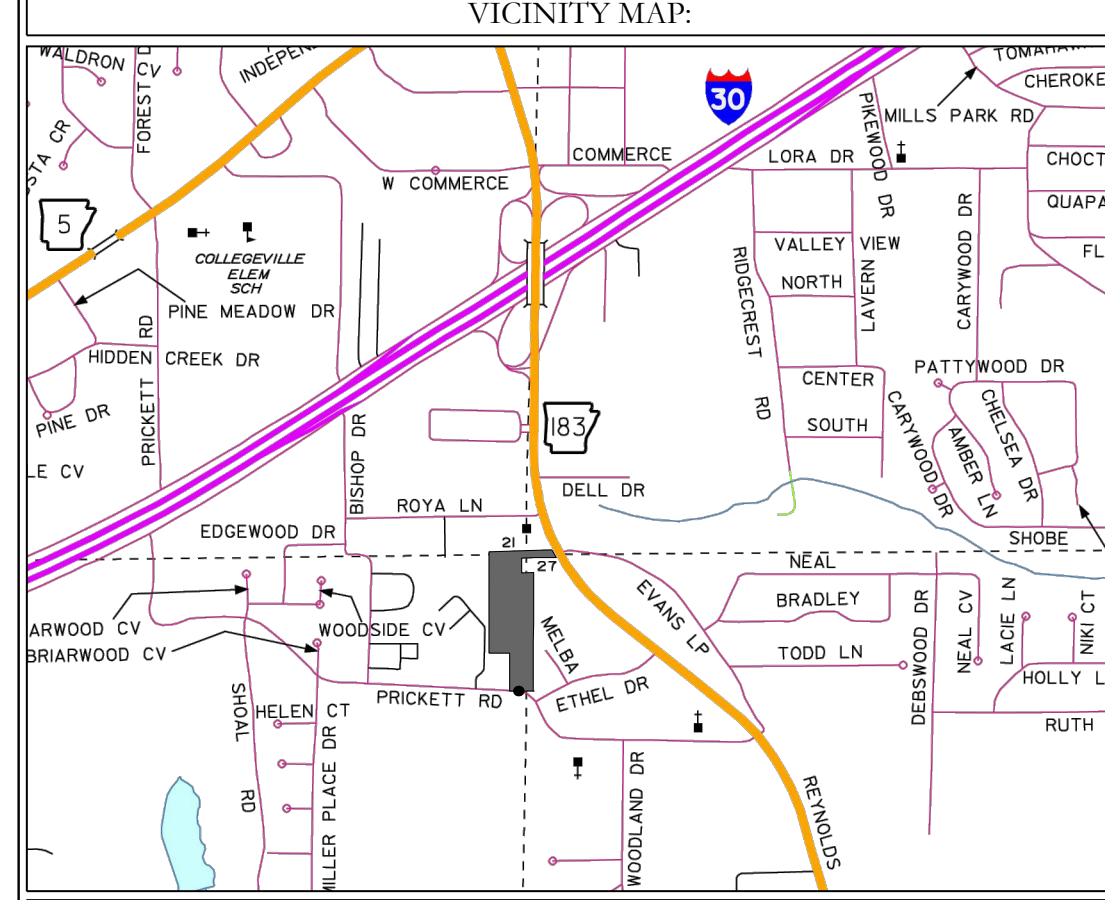 VICINITY MAP:
WALDRON
CV
FOREST D
INDEPEN
STA CR
5
COLLEGEVILLE
ELEM
SCH
PINE MEADOW DR
HIDDEN CREEK DR
PRICKETT RD
PINE DR
LE CV
W COMMERCE
COMMERCE
30
LORA DR
PIKEWOOD DR
MILLS PARK RD
TOMAHAW
CHEROKE
CHOCT
QUAPA
FL
VALLEY VIEW
NORTH
RIDGECREST RD
LAVERN DR
CARYWOOD DR
CENTER
SOUTH
PATTYWOOD DR
CARYWOOD DR
AMBER LN
CHELSEA DR
SHOBE
183
BISHOP DR
ROYA LN
DELL DR
EDGEWOOD DR
21
27
NEAL
BRADLEY
EVANS LP
TODD LN
DEBSWOOD DR
NEAL CV
LACIE LN
NIKI CT
HOLLY L
RUTH
ARWOOD CV
BRIARWOOD CV
WOODSIDE CV
MELBA
ETHEL DR
PRICKETT RD
SHOAL RD
HELEN CT
MILLER PLACE DR
WOODLAND DR
REYNOLDS